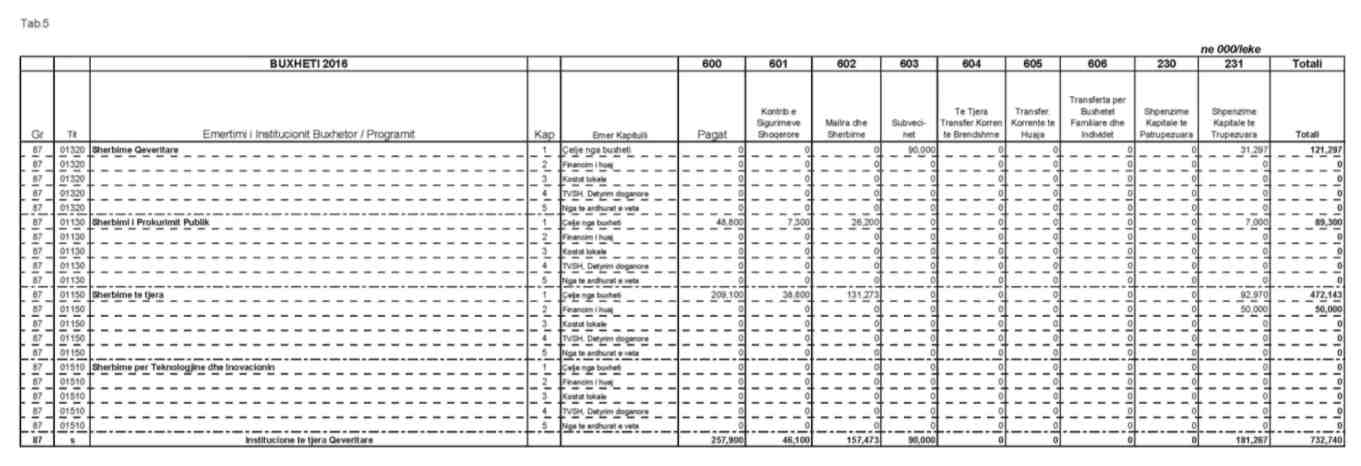 Tab.5
ne 000/leke
BUXHETI 2016 600 601 602 603 604 605 606 230 231 Totali
Gr Tit Emertimi i Institucionit Buxhetor / Programit Kap Emer Kapitulli Pagat Kontrib e Sigurimeve Shoqerore Mallra dhe Sherbime Subvecinet Te Tjera Transfer Korren te Brendshme Transfer. Korrente te Huaja Transferta per Buxhetet Familiare dhe Individet Shpenzime Kapitale te Patrupezuara Shpenzime Kapitale te Trupezuara Totali
87 01320 Sherbime Qeveritare 1 Çelje nga buxheti 0 0 0 90,000 0 0 0 0 31,297 121,297
87 01320 2 Financim i huaj 0 0 0 0 0 0 0 0 0 0
87 01320 3 Kostot lokale 0 0 0 0 0 0 0 0 0 0
87 01320 4 TVSH, Detyrim doganore 0 0 0 0 0 0 0 0 0 0
87 01320 5 Nga te ardhurat e veta 0 0 0 0 0 0 0 0 0 0
87 01130 Sherbimi i Prokurimit Publik 1 Çelje nga buxheti 48,800 7,300 26,200 0 0 0 0 0 7,000 89,300
87 01130 2 Financim i huaj 0 0 0 0 0 0 0 0 0 0
87 01130 3 Kostot lokale 0 0 0 0 0 0 0 0 0 0
87 01130 4 TVSH, Detyrim doganore 0 0 0 0 0 0 0 0 0 0
87 01130 5 Nga te ardhurat e veta 0 0 0 0 0 0 0 0 0 0
87 01150 Sherbime te tjera 1 Çelje nga buxheti 209,100 38,800 131,273 0 0 0 0 0 92,970 472,143
87 01150 2 Financim i huaj 0 0 0 0 0 0 0 0 50,000 50,000
87 01150 3 Kostot lokale 0 0 0 0 0 0 0 0 0 0
87 01150 4 TVSH, Detyrim doganore 0 0 0 0 0 0 0 0 0 0
87 01150 5 Nga te ardhurat e veta 0 0 0 0 0 0 0 0 0 0
87 01510 Sherbime per Teknologjine dhe Inovacionin 1 Çelje nga buxheti 0 0 0 0 0 0 0 0 0 0
87 01510 2 Financim i huaj 0 0 0 0 0 0 0 0 0 0
87 01510 3 Kostot lokale 0 0 0 0 0 0 0 0 0 0
87 01510 4 TVSH, Detyrim doganore 0 0 0 0 0 0 0 0 0 0
87 01510 5 Nga te ardhurat e veta 0 0 0 0 0 0 0 0 0 0
87 s Institucione te tjera Qeveritare 257,900 46,100 157,473 90,000 0 0 0 0 181,267 732,740